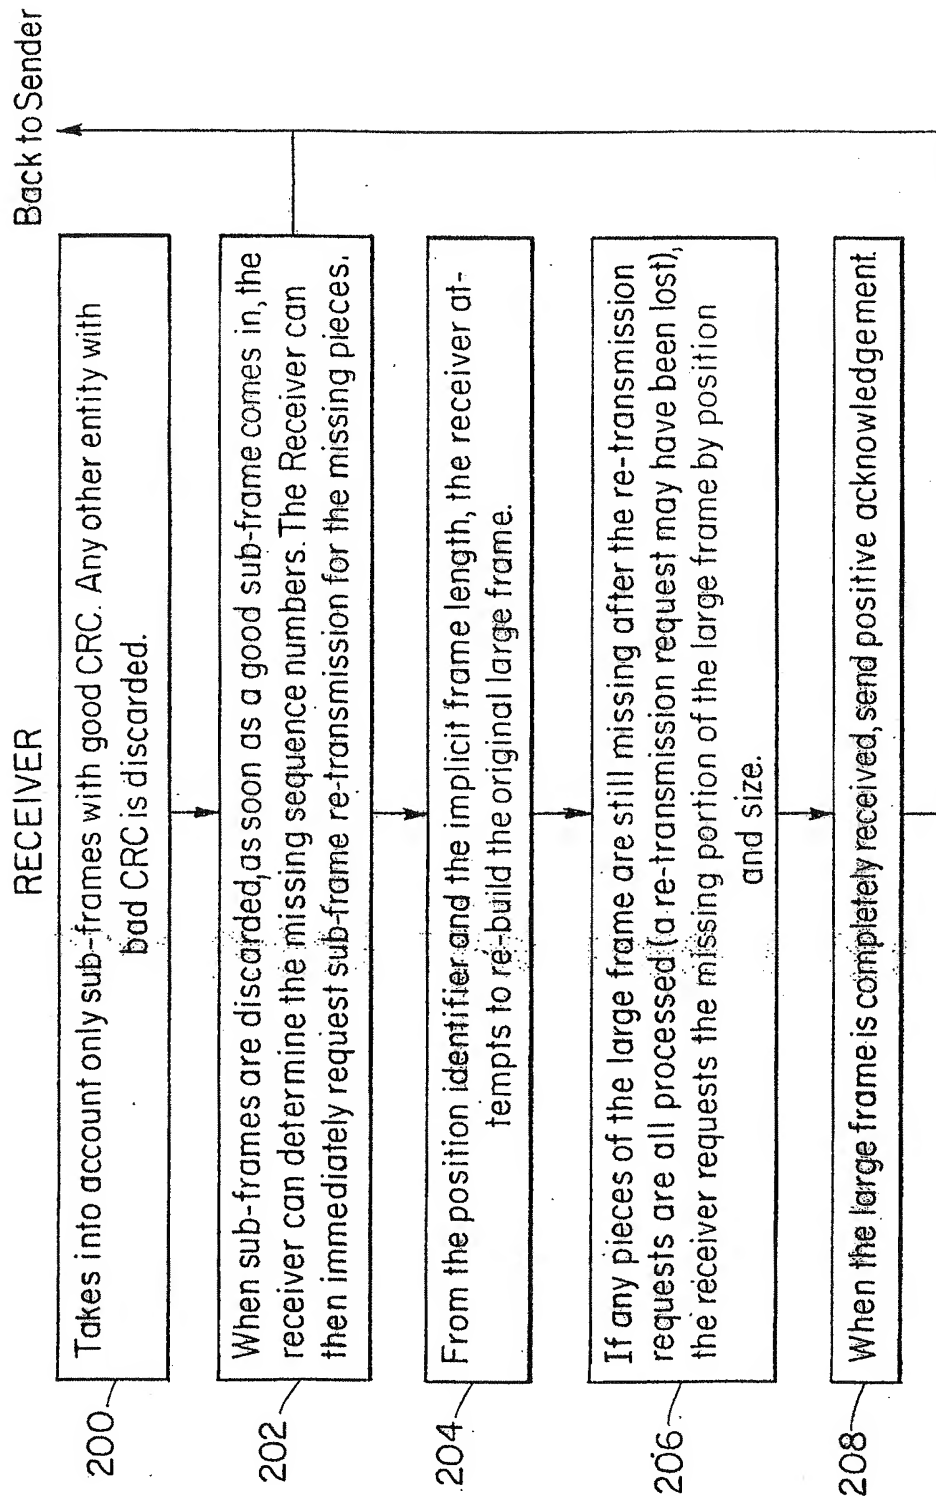 RECEIVER
Back to Sender
200
Takes into account only sub-frames with good CRC. Any other entity with
bad CRC is discarded.
202
When sub-frames are discarded, as soon as a good sub-frame comes in, the
receiver can determine the missing sequence numbers. The Receiver can
then immediately request sub-frame re-transmission for the missing pieces.
204
From the position identifier and the implicit frame length, the receiver at-
tempts to re-build the original large frame.
206
If any pieces of the large frame are still missing after the re-transmission
requests are all processed (a re-transmission request may have been lost),
the receiver requests the missing portion of the large frame by position
and size.
208
When the large frame is completely received, send positive acknowledgement.